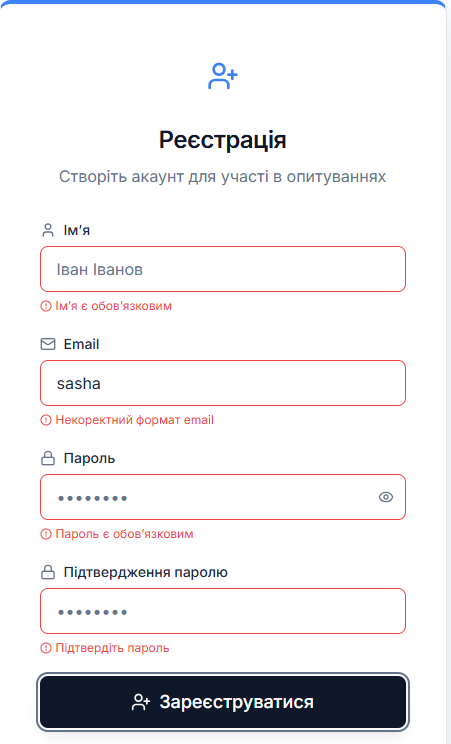 Реєстрація
Створіть акаунт для участі в опитуваннях
Ім'я
Іван Іванов
Ім'я є обов'язковим
Email
sasha
Некоректний формат email
Пароль
••••••••
Пароль є обов'язковим
Підтвердження паролю
••••••••
Підтвердіть пароль
Зареєструватися